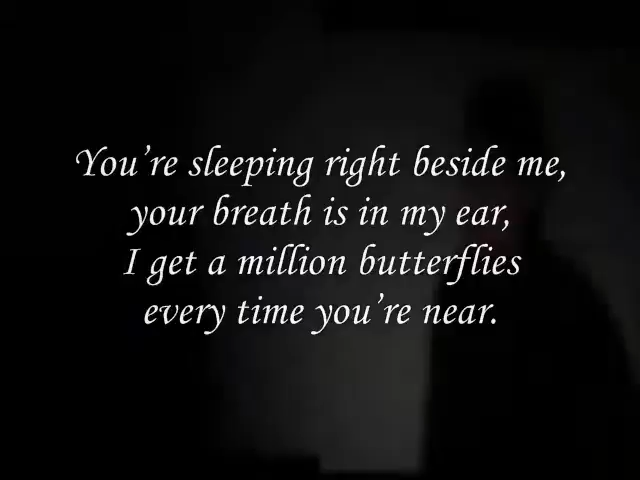 You’re sleeping right beside me,
your breath is in my ear,
I get a million butterflies
every time you’re near.